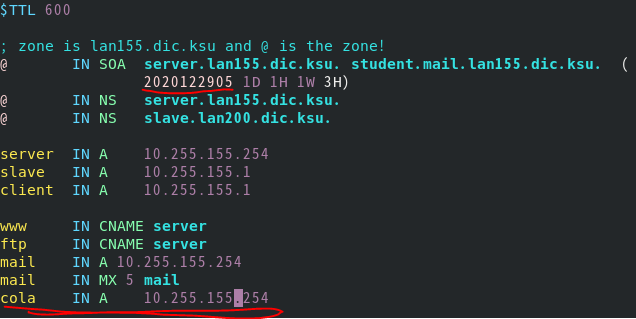 $TTL 600
; zone is lan155.dic.ksu and @ is the zone!
@ IN SOA server.lan155.dic.ksu. student.mail.lan155.dic.ksu. (
2020122905 1D 1H 1W 3H)
@ IN NS server.lan155.dic.ksu.
@ IN NS slave.lan200.dic.ksu.
server IN A 10.255.155.254
slave IN A 10.255.155.1
client IN A 10.255.155.1
www IN CNAME server
ftp IN CNAME server
mail IN A 10.255.155.254
mail IN MX 5 mail
cola IN A 10.255.155.254